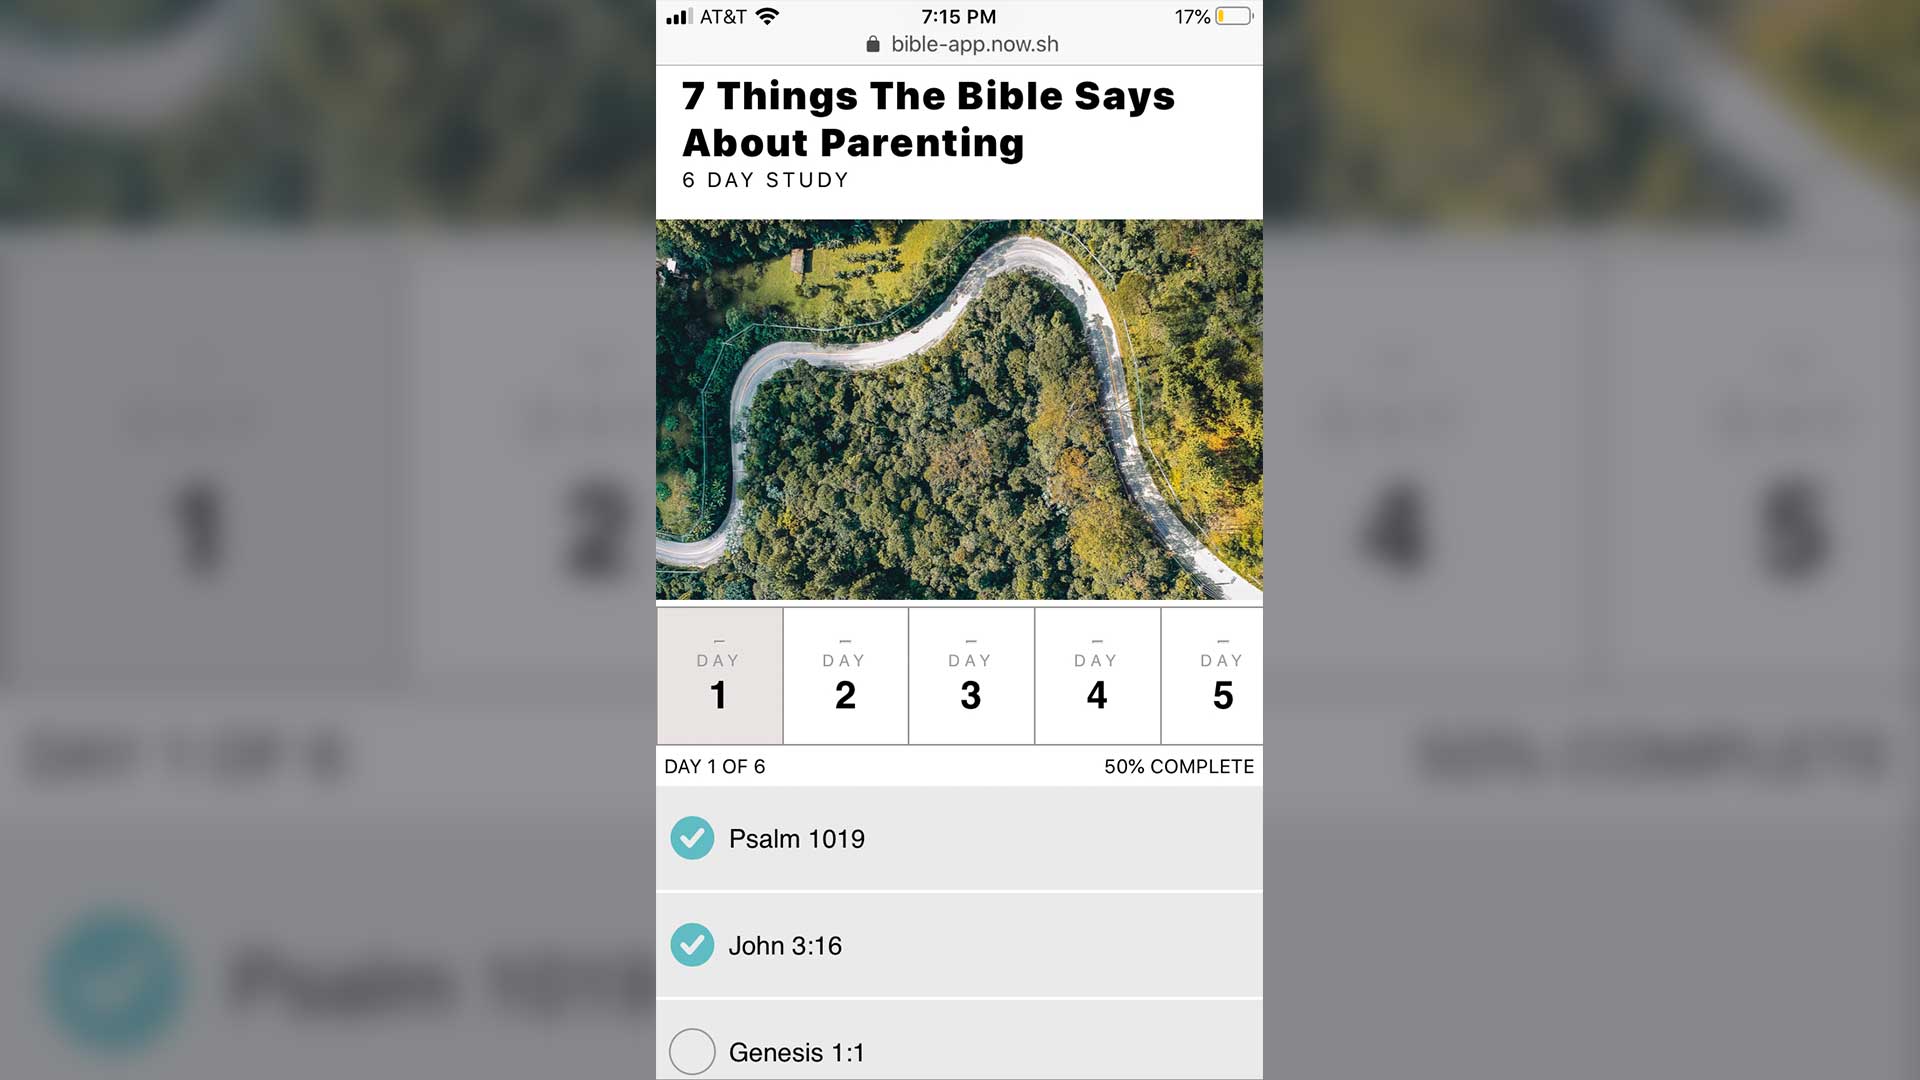 AT&T 7:15 PM 17%
bible-app.now.sh
7 Things The Bible Says
About Parenting
6 DAY STUDY
DAY DAY DAY DAY DAY
1 2 3 4 5
DAY 1 OF 6 50% COMPLETE
Psalm 1019
John 3:16
Genesis 1:1